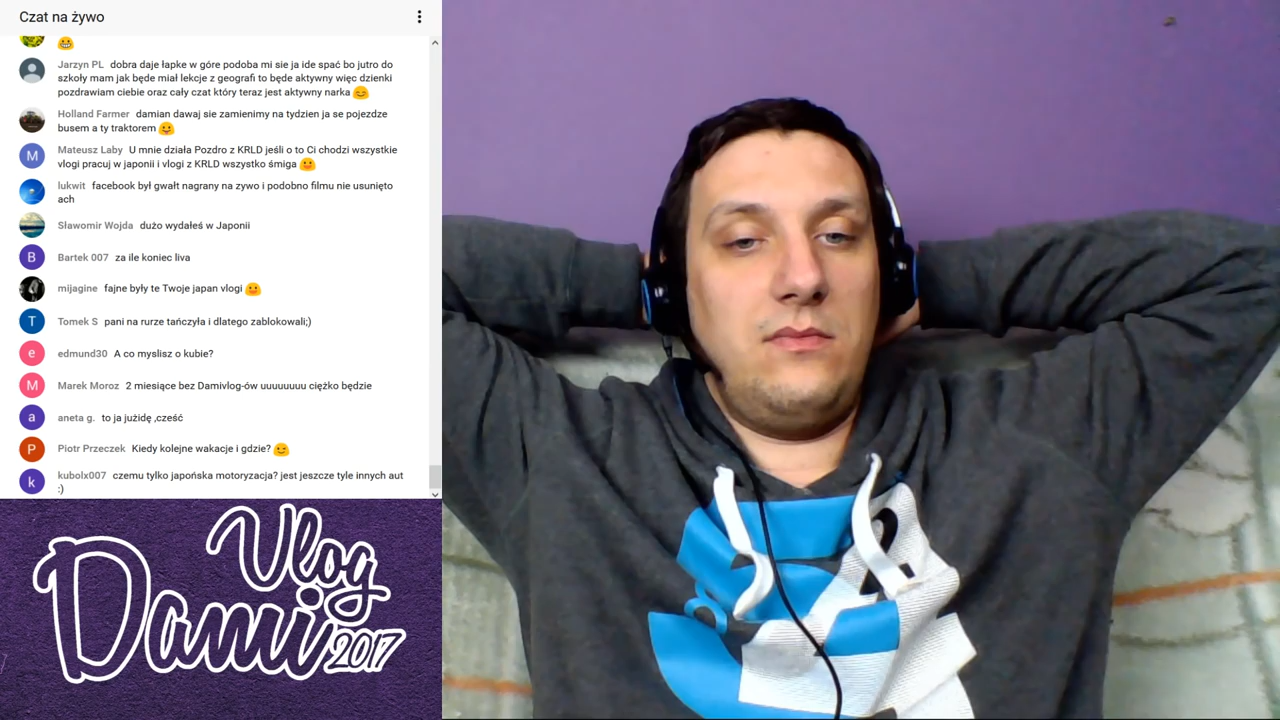 Czat na żywo
Jarzyn PL dobra daje łapke w góre podoba mi sie ja ide spać bo jutro do
szkoły mam jak będe miał lekcje z geografi to będe aktywny więc dzienki
pozdrawiam ciebie oraz cały czat który teraz jest aktywny narka
Holland Farmer damian dawaj sie zamienimy na tydzien ja se pojezdze
busem a ty traktorem
M Mateusz Laby U mnie działa Pozdro z KRLD jeśli o to Ci chodzi wszystkie
vlogi pracuj w japonii i vlogi z KRLD wszystko śmiga
lukwit facebook był gwałt nagrany na zywo i podobno filmu nie usunięto
ach
Sławomir Wojda dużo wydałeś w Japonii
B Bartek 007 za ile koniec liva
mijagine fajne były te Twoje japan vlogi
T Tomek S pani na rurze tańczyła i dlatego zablokowali;)
e edmund30 A co myslisz o kubie?
M Marek Moroz 2 miesiące bez Damivlog-ów uuuuuuuu ciężko będzie
a aneta g. to ja jużidę ,cześć
P Piotr Przeczek Kiedy kolejne wakacje i gdzie?
k kubolx007 czemu tylko japońska motoryzacja? jest jeszcze tyle innych aut
:)
Vlog
Dami
2017